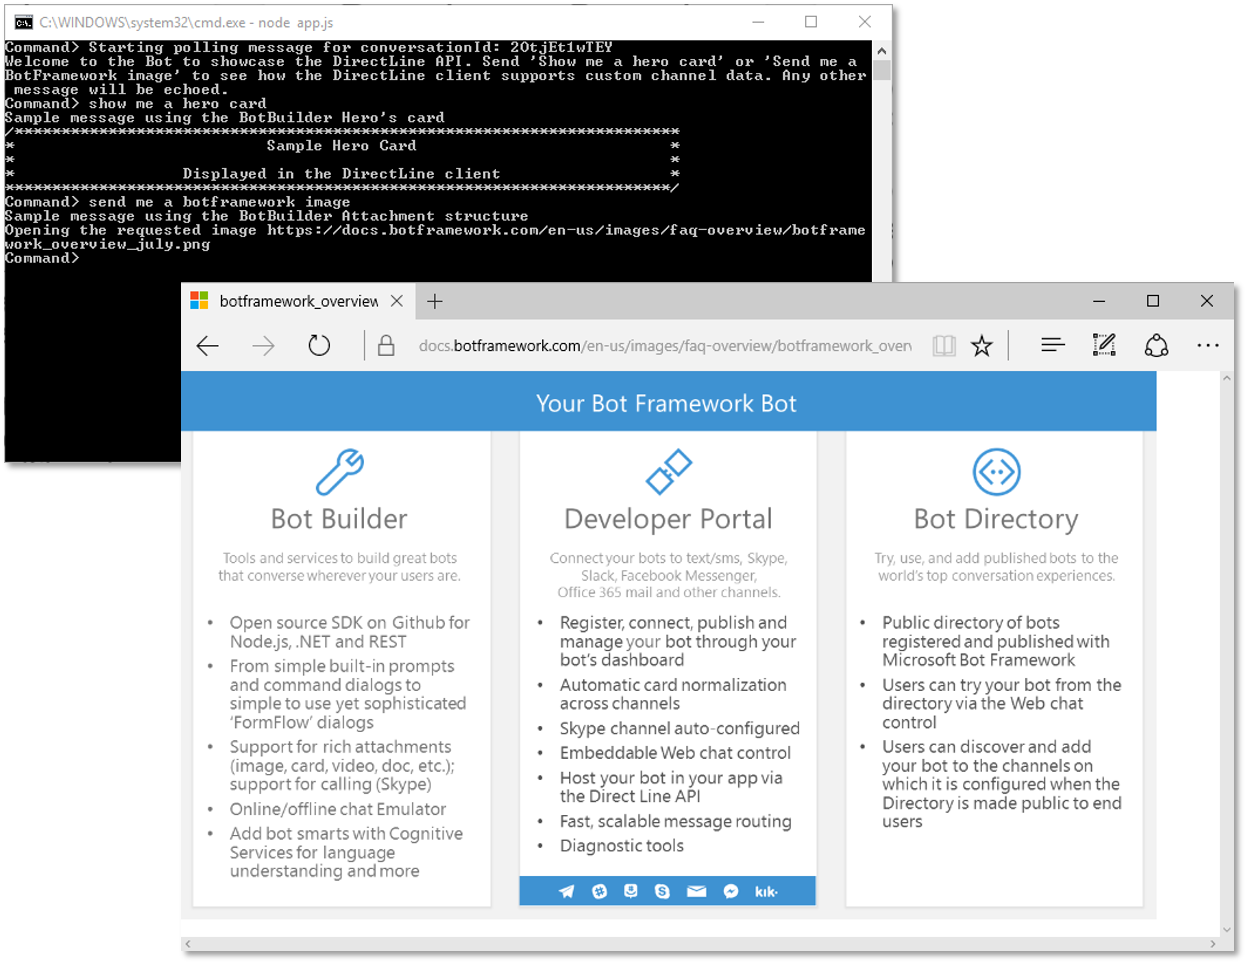 C:\WINDOWS\system32\cmd.exe - node  app.js
Command> Starting polling message for conversationId: 2OtjEt1wTEY
Welcome to the Bot to showcase the DirectLine API. Send 'Show me a hero card' or 'Send me a
BotFramework image' to see how the DirectLine client supports custom channel data. Any other
 message will be echoed.
Command> show me a hero card
Sample message using the BotBuilder Hero's card
/***********************************************************************
* Sample Hero Card *
* *
* Displayed in the DirectLine client *
***********************************************************************/
Command> send me a botframework image
Sample message using the BotBuilder Attachment structure
Opening the requested image https://docs.botframework.com/en-us/images/faq-overview/botframe
work_overview_july.png
Command>
botframework_overview
docs.botframework.com/en-us/images/faq-overview/botframework_over
Your Bot Framework Bot
Bot Builder
Tools and services to build great bots
that converse wherever your users are.
• Open source SDK on Github for
Node.js, .NET and REST
• From simple built-in prompts
and command dialogs to
simple to use yet sophisticated
‘FormFlow’ dialogs
• Support for rich attachments
(image, card, video, doc, etc.);
support for calling (Skype)
• Online/offline chat Emulator
• Add bot smarts with Cognitive
Services for language
understanding and more
Developer Portal
Connect your bots to text/sms, Skype,
Slack, Facebook Messenger,
Office 365 mail and other channels.
• Register, connect, publish and
manage your bot through your
bot’s dashboard
• Automatic card normalization
across channels
• Skype channel auto-configured
• Embeddable Web chat control
• Host your bot in your app via
the Direct Line API
• Fast, scalable message routing
• Diagnostic tools
kik·
Bot Directory
Try, use, and add published bots to the
world’s top conversation experiences.
• Public directory of bots
registered and published with
Microsoft Bot Framework
• Users can try your bot from the
directory via the Web chat
control
• Users can discover and add
your bot to the channels on
which it is configured when the
Directory is made public to end
users